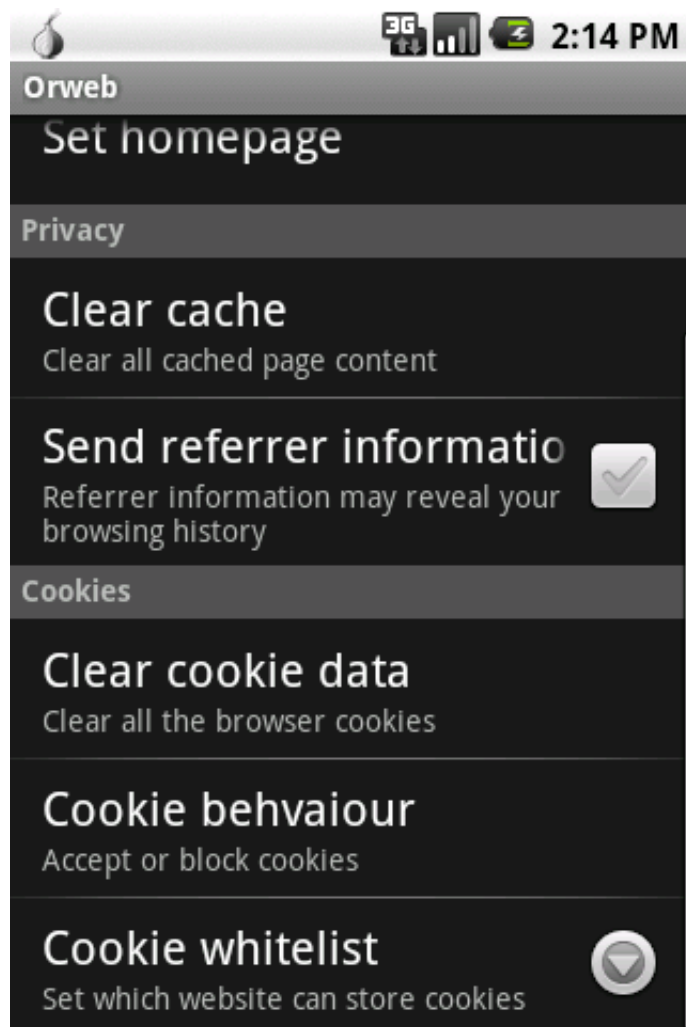 3G 2:14 PM
Orweb
Set homepage
Privacy
Clear cache
Clear all cached page content
Send referrer informatio
Referrer information may reveal your
browsing history
Cookies
Clear cookie data
Clear all the browser cookies
Cookie behvaiour
Accept or block cookies
Cookie whitelist
Set which website can store cookies